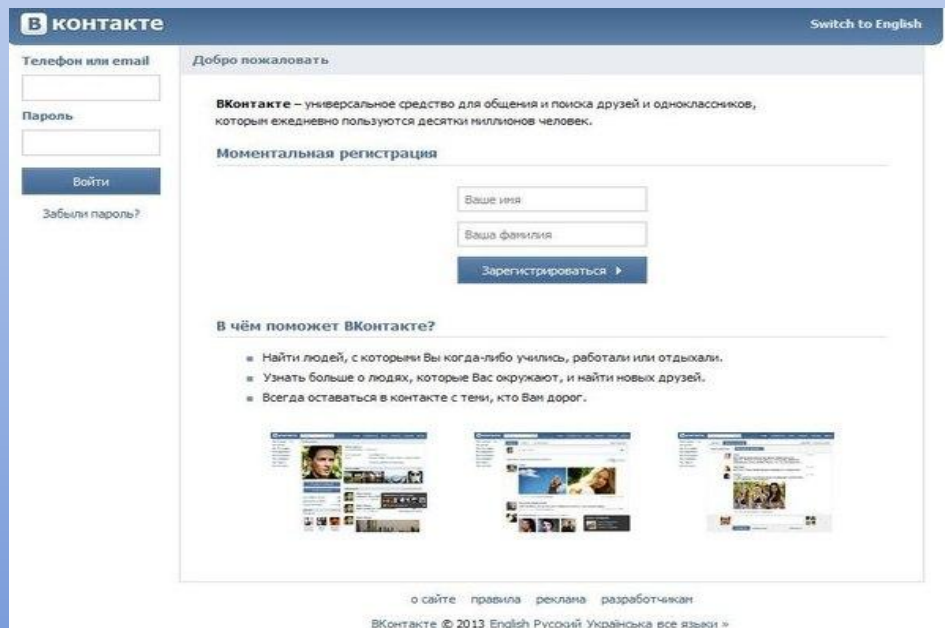 В контакте
Switch to English
Телефон или email
Пароль
Войти
Забыли пароль?
Добро пожаловать
ВКонтакте – универсальное средство для общения и поиска друзей и одноклассников,
которым ежедневно пользуются десятки миллионов человек.
Моментальная регистрация
Ваше имя
Ваша фамилия
Зарегистрироваться
В чём поможет ВКонтакте?
Найти людей, с которыми Вы когда-либо учились, работали или отдыхали.
Узнать больше о людях, которые Вас окружают, и найти новых друзей.
Всегда оставаться в контакте с теми, кто Вам дорог.
о сайте правила реклама разработчикам
ВКонтакте © 2013 English Русский Українська все языки »